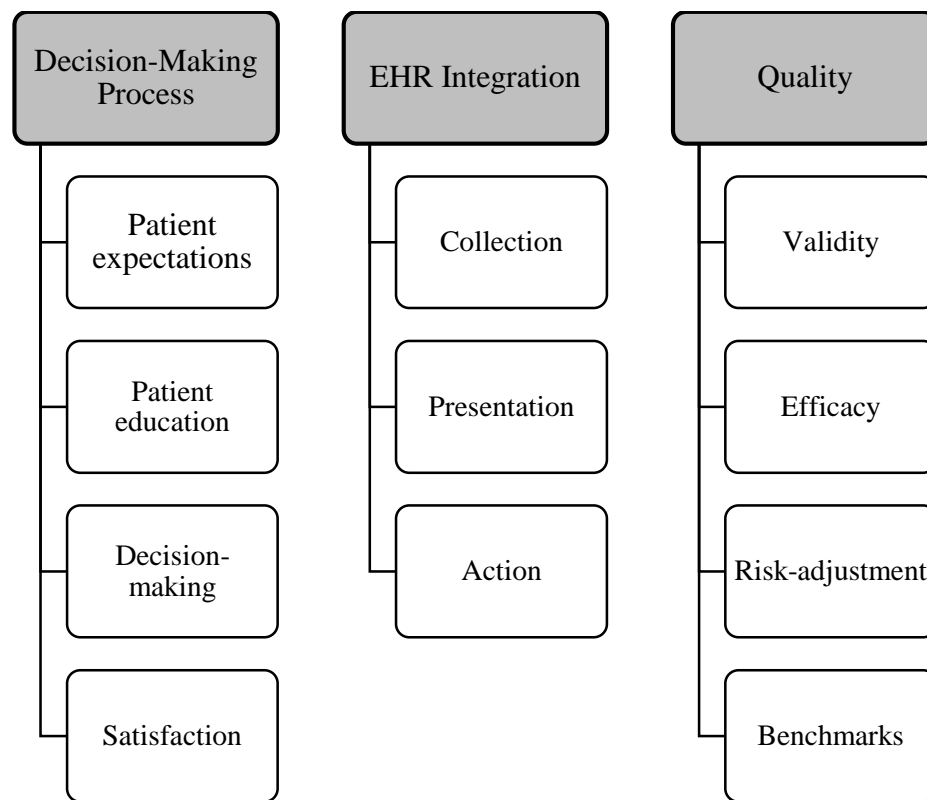 Decision-Making
Process
Patient
expectations
Patient
education
Decision-
making
Satisfaction
EHR Integration
Collection
Presentation
Action
Quality
Validity
Efficacy
Risk-adjustment
Benchmarks